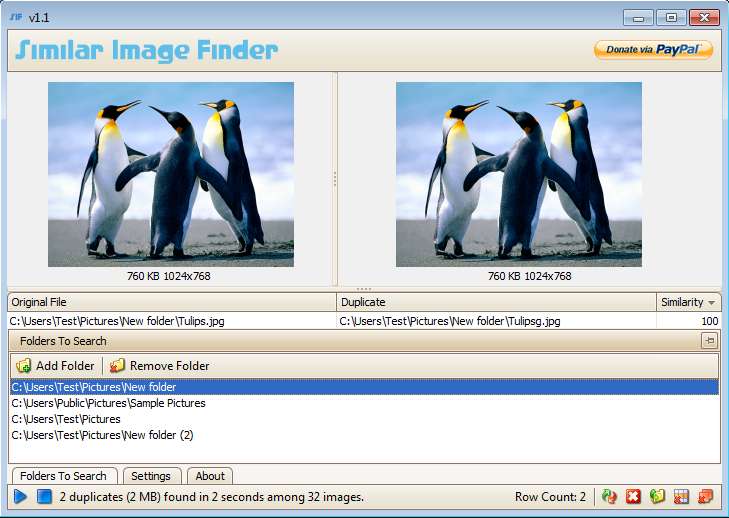 SIF v1.1
Similar Image Finder
Donate via PayPal
760 KB 1024x768
760 KB 1024x768
Original File Duplicate Similarity
C:\Users\Test\Pictures\New folder\Tulips.jpg C:\Users\Test\Pictures\New folder\Tulipsg.jpg 100
Folders To Search
Add Folder Remove Folder
C:\Users\Test\Pictures\New folder
C:\Users\Public\Pictures\Sample Pictures
C:\Users\Test\Pictures
C:\Users\Test\Pictures\New folder (2)
Folders To Search Settings About
2 duplicates (2 MB) found in 2 seconds among 32 images. Row Count: 2